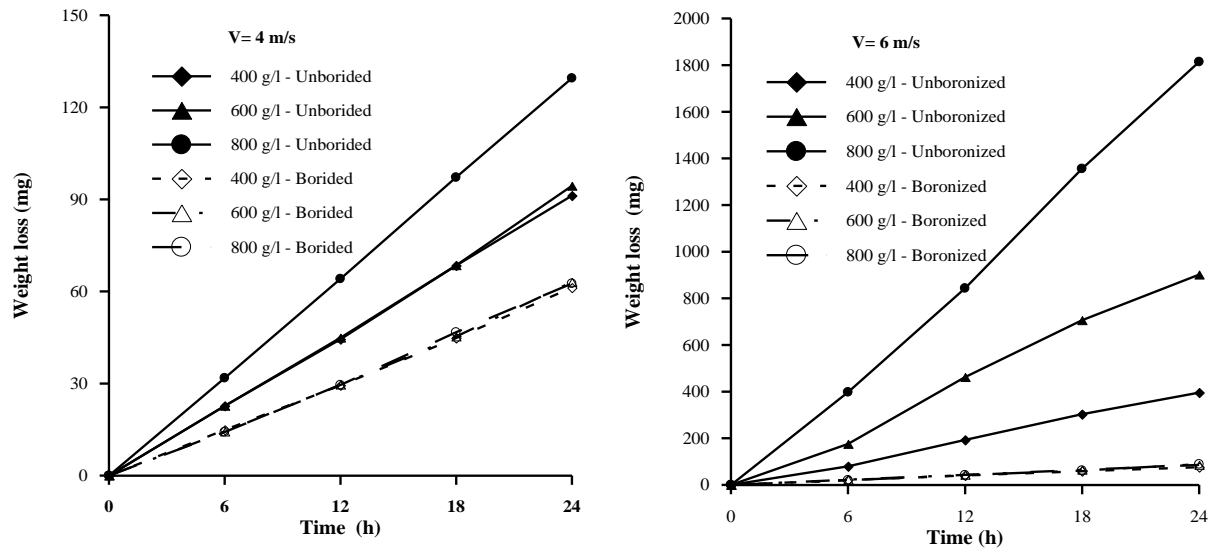 150
120
90
60
30
0
Weight loss (mg)
V= 4 m/s
400 g/l - Unborided
600 g/l - Unborided
800 g/l - Unborided
400 g/l - Borided
600 g/l - Borided
800 g/l - Borided
0 6 12 18 24
Time (h)
2000
1800
1600
1400
1200
1000
800
600
400
200
0
Weight loss (mg)
V= 6 m/s
400 g/l - Unboronized
600 g/l - Unboronized
800 g/l - Unboronized
400 g/l - Boronized
600 g/l - Boronized
800 g/l - Boronized
0 6 12 18 24
Time (h)